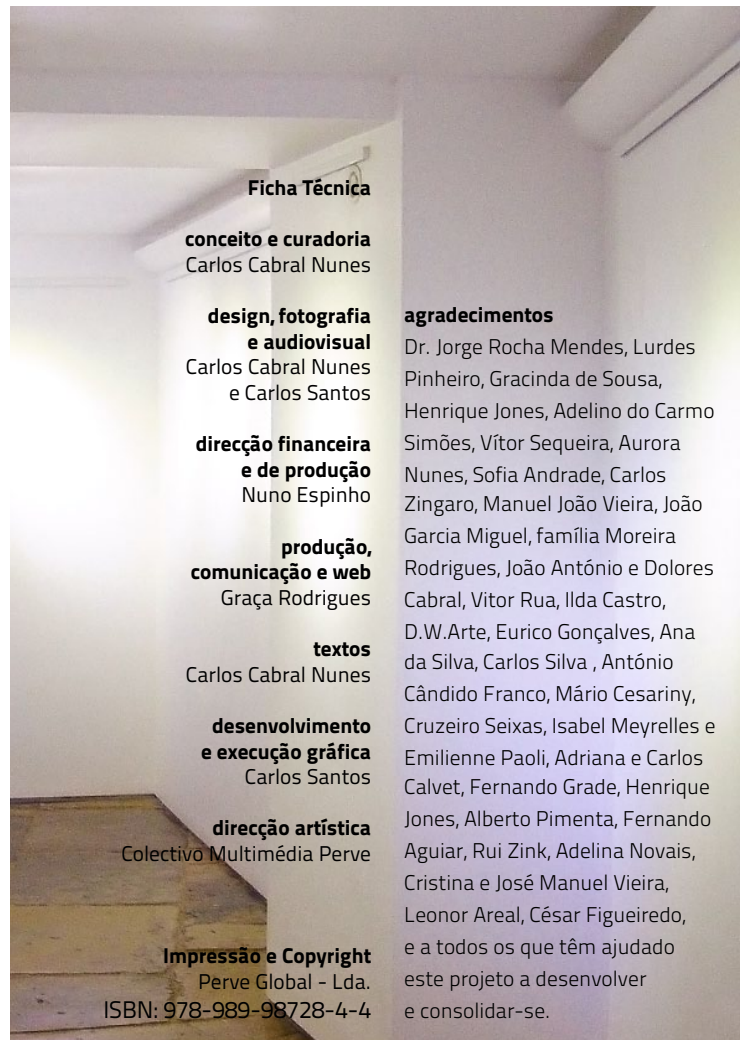 Ficha Técnica
conceito e curadoria
Carlos Cabral Nunes
design, fotografia
e audiovisual
Carlos Cabral Nunes
e Carlos Santos
direcção financeira
e de produção
Nuno Espinho
produção,
comunicação e web
Graça Rodrigues
textos
Carlos Cabral Nunes
desenvolvimento
e execução gráfica
Carlos Santos
direcção artística
Colectivo Multimédia Perve
Impressão e Copyright
Perve Global - Lda.
ISBN: 978-989-98728-4-4
agradecimentos
Dr. Jorge Rocha Mendes, Lurdes
Pinheiro, Gracinda de Sousa,
Henrique Jones, Adelino do Carmo
Simões, Vítor Sequeira, Aurora
Nunes, Sofia Andrade, Carlos
Zingaro, Manuel João Vieira, João
Garcia Miguel, família Moreira
Rodrigues, João António e Dolores
Cabral, Vitor Rua, Ilda Castro,
D.W.Arte, Eurico Gonçalves, Ana
da Silva, Carlos Silva , António
Cândido Franco, Mário Cesariny,
Cruzeiro Seixas, Isabel Meyrelles e
Emilienne Paoli, Adriana e Carlos
Calvet, Fernando Grade, Henrique
Jones, Alberto Pimenta, Fernando
Aguiar, Rui Zink, Adelina Novais,
Cristina e José Manuel Vieira,
Leonor Areal, César Figueiredo,
e a todos os que têm ajudado
este projeto a desenvolver
e consolidar-se.